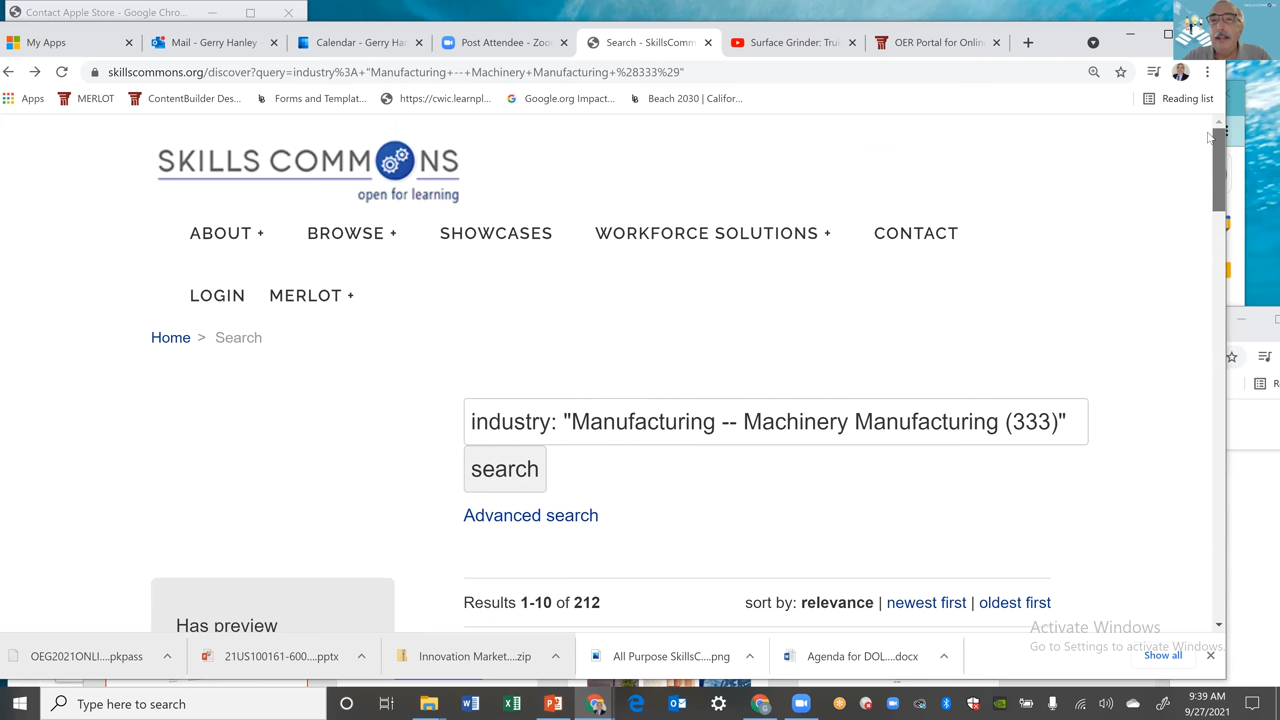 Contact Apple Store - Google Chro...
My Apps
Mail - Gerry Hanley
Calendar - Gerry Han
Post Attendee - Zoo
Search - SkillsComm
Surface Grinder: Trui
OER Portal for Onlin
skillscommons.org/discover?query=industry%3A+"Manufacturing+--+Machinery+Manufacturing+%28333%29"
Apps
MERLOT
ContentBuilder Des...
Forms and Templat...
https://cwic.learnpl...
Google.org Impact...
Beach 2030 | Califor...
Reading list
SKILLS COMMONS
open for learning
ABOUT +
BROWSE +
SHOWCASES
WORKFORCE SOLUTIONS +
CONTACT
LOGIN
MERLOT +
Home > Search
industry: "Manufacturing -- Machinery Manufacturing (333)"
search
Advanced search
Results 1-10 of 212
sort by: relevance | newest first | oldest first
Has preview
Activate Windows
Go to Settings to activate Windows.
OEG2021ONLI....pkpass
21US100161-600....pptx
Innov....market....zip
All Purpose SkillsC....png
Agenda for DOL....docx
Show all
Type here to search
9:39 AM
9/27/2021